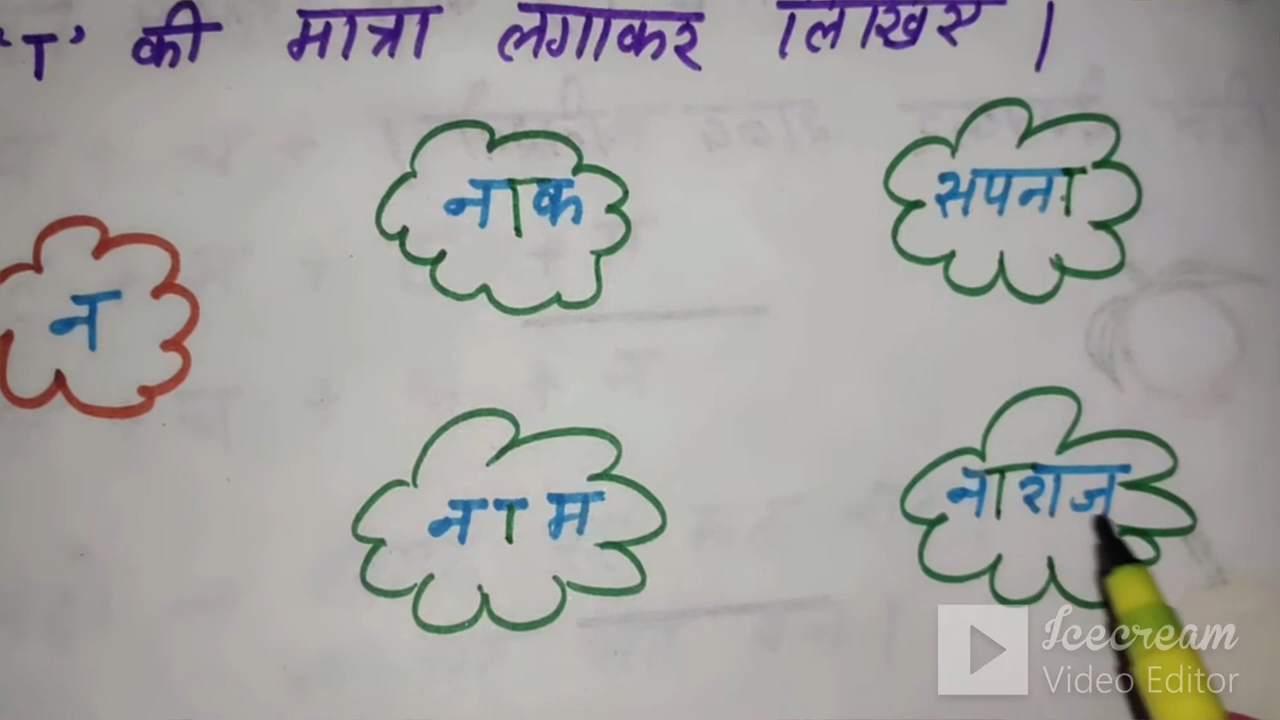 'ा' की मात्रा लगाकर लिखिए ।
नाक
सपना
न
नाम
नाराज
Icecream
Video Editor